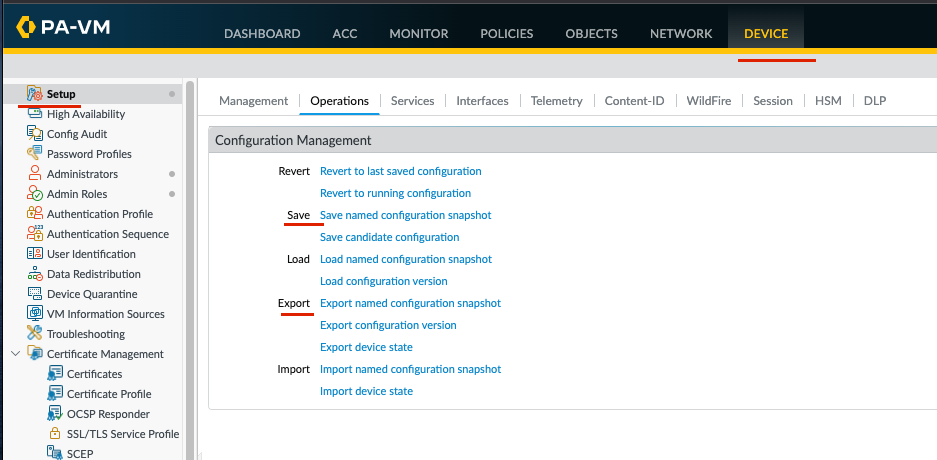 PA-VM
DASHBOARD ACC MONITOR POLICIES OBJECTS NETWORK DEVICE
Setup
High Availability
Config Audit
Password Profiles
Administrators
Admin Roles
Authentication Profile
Authentication Sequence
User Identification
Data Redistribution
Device Quarantine
VM Information Sources
Troubleshooting
Certificate Management
Certificates
Certificate Profile
OCSP Responder
SSL/TLS Service Profile
SCEP
Management Operations Services Interfaces Telemetry Content-ID WildFire Session HSM DLP
Configuration Management
Revert Revert to last saved configuration
Revert to running configuration
Save Save named configuration snapshot
Save candidate configuration
Load Load named configuration snapshot
Load configuration version
Export Export named configuration snapshot
Export configuration version
Export device state
Import Import named configuration snapshot
Import device state